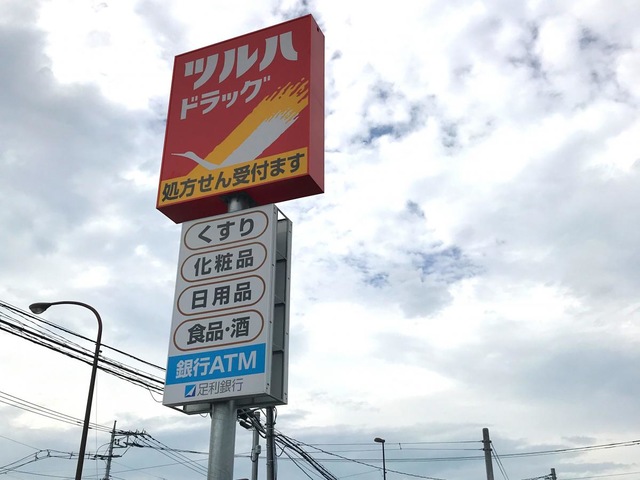 ツルハ
ドラッグ
処方せん受付ます
くすり
化粧品
日用品
食品・酒
銀行ATM
足利銀行